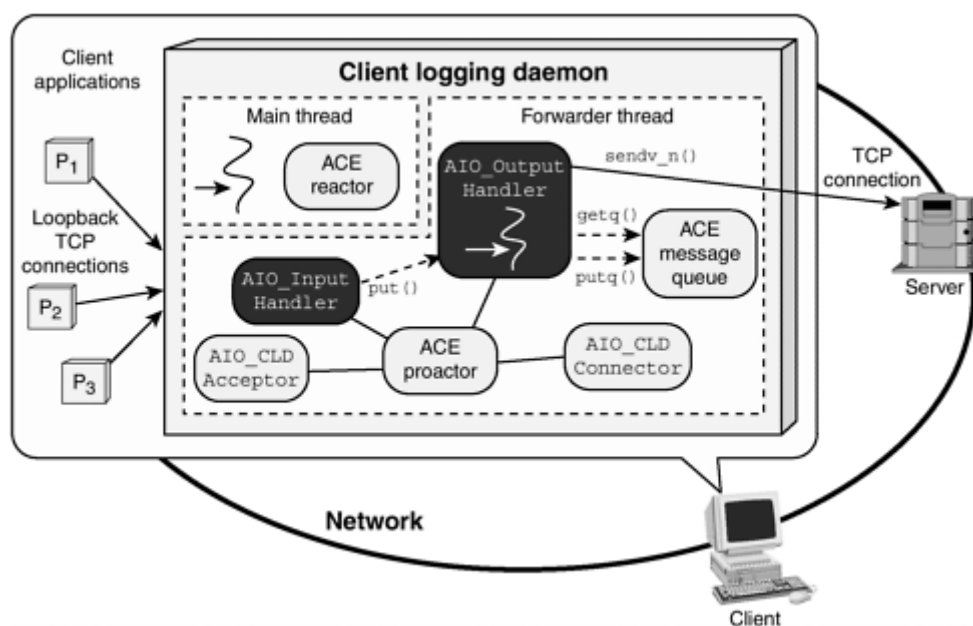 Client
applications
P1
Loopback
TCP
connections
P2
P3
Client logging daemon
Main thread
ACE
reactor
Forwarder thread
AIO_Output
Handler
sendv_n()
getq()
putq()
ACE
message
queue
AIO_Input
Handler
put()
AIO_CLD
Acceptor
ACE
proactor
AIO_CLD
Connector
TCP
connection
Server
Network
Client